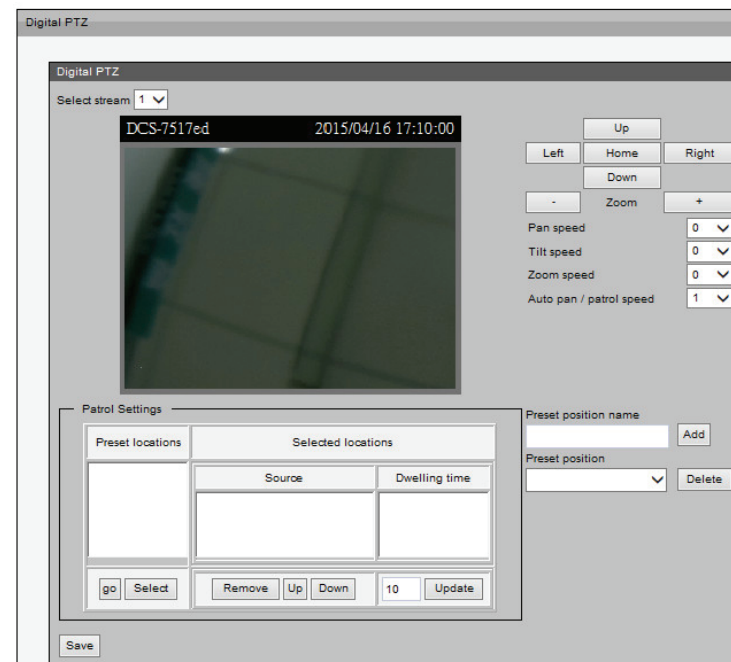 Digital PTZ
Digital PTZ
Select stream 1
DCS-7517ed 2015/04/16 17:10:00
Up
Left Home Right
Down
- Zoom +
Pan speed 0
Tilt speed 0
Zoom speed 0
Auto pan / patrol speed 1
Patrol Settings
Preset locations Selected locations
Source Dwelling time
go Select Remove Up Down 10 Update
Preset position name
Add
Preset position
Delete
Save